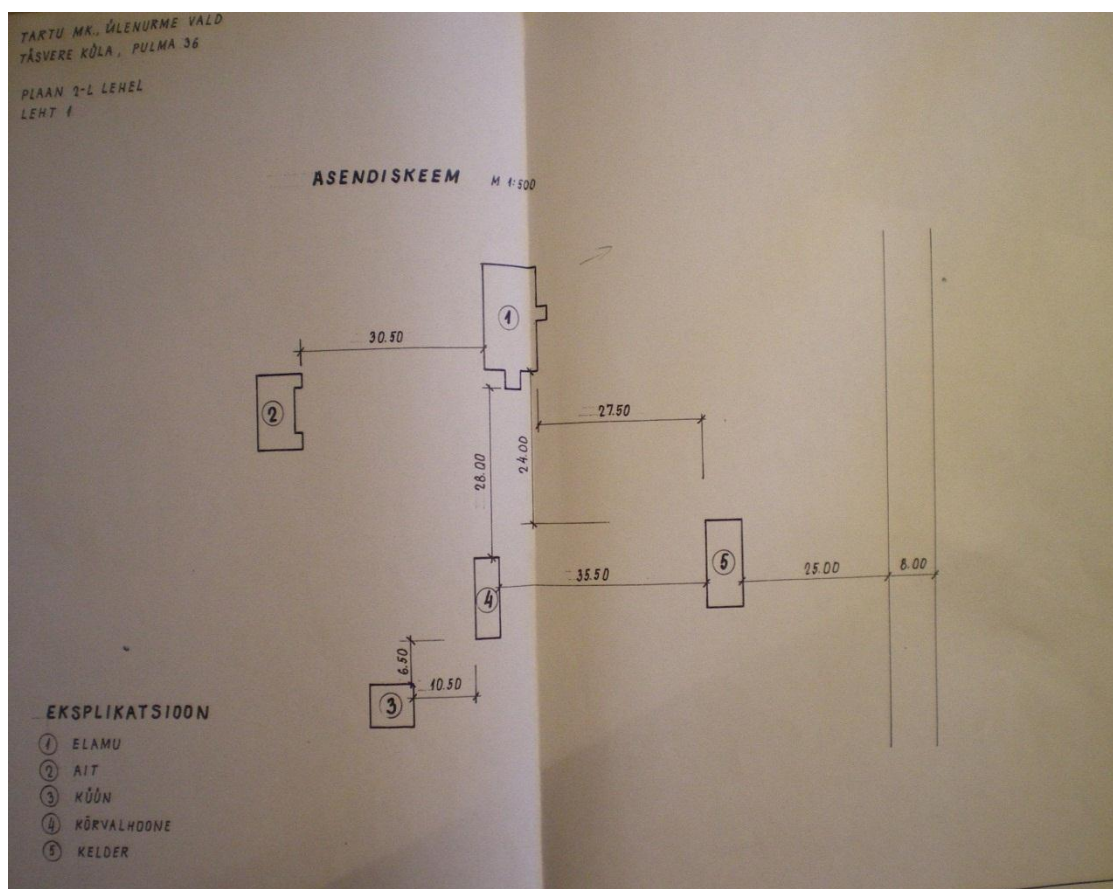 TARTU MK., ÜLENURME VALD
TÄSVERE KÜLA, PULMA 36
PLAAN 2-L LEHEL
LEHT 1
ASENDISKEEM M 1:500
1
30.50
2
27.50
28.00
24.00
5
35.50
25.00
8.00
4
6.50
10.50
3
EKSPLIKATSIOON
1 ELAMU
2 AIT
3 KÜÜN
4 KÕRVALHOONE
5 KELDER